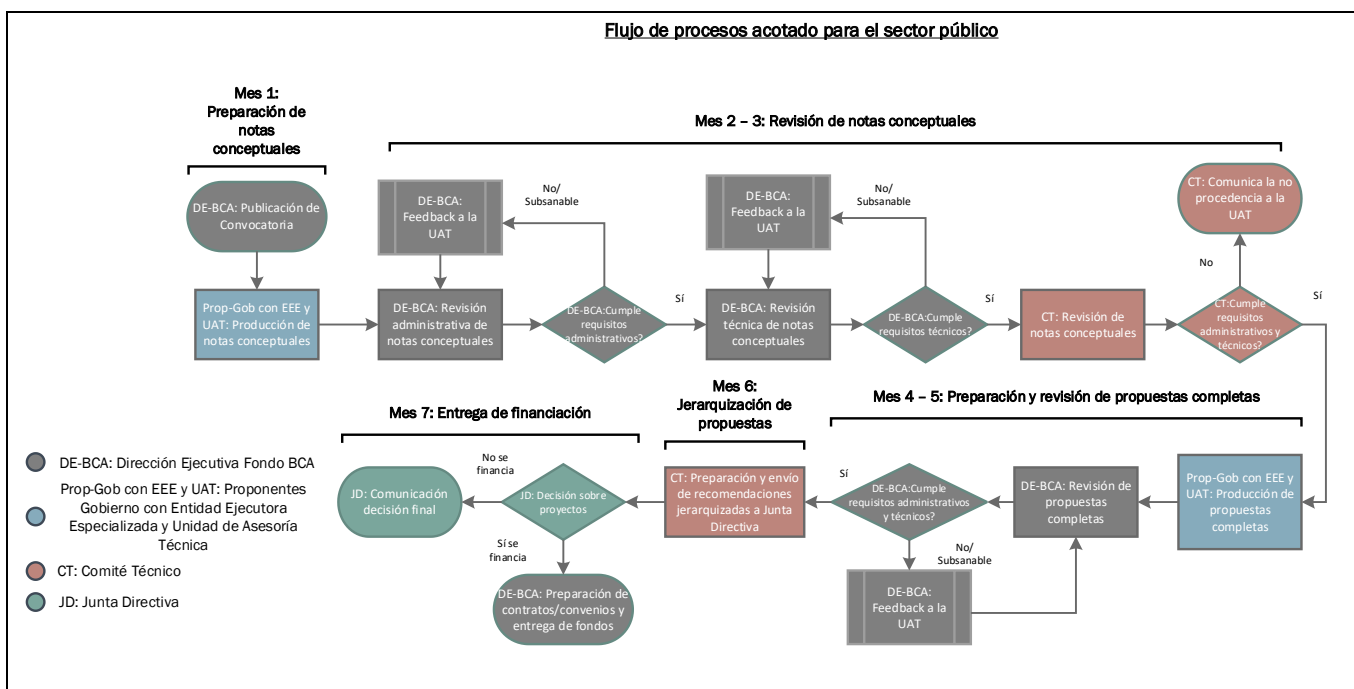 Flujo de procesos acotado para el sector público
Mes 1:
Preparación de
notas
conceptuales
Mes 2 – 3: Revisión de notas conceptuales
DE-BCA: Publicación de
Convocatoria
DE-BCA:
Feedback a la
UAT
No/
Subsanable
DE-BCA:
Feedback a la
UAT
No/
Subsanable
CT: Comunica la no
procedencia a la
UAT
No
Prop-Gob con EEE y
UAT: Producción de
notas conceptuales
DE-BCA: Revisión
administrativa de
notas conceptuales
DE-BCA:Cumple
requisitos
administrativos?
Sí
DE-BCA: Revisión
técnica de notas
conceptuales
DE-BCA:Cumple
requisitos técnicos?
Sí
CT: Revisión de
notas conceptuales
CT:Cumple
requisitos
administrativos y
técnicos?
Sí
Mes 7: Entrega de financiación
Mes 6:
Jerarquización de
propuestas
Mes 4 – 5: Preparación y revisión de propuestas completas
JD: Comunicación
decisión final
No se
financia
JD: Decisión sobre
proyectos
CT: Preparación y envío
de recomendaciones
jerarquizadas a Junta
Directiva
Sí
DE-BCA:Cumple
requisitos administrativos
y técnicos?
DE-BCA: Revisión de
propuestas
completas
Prop-Gob con EEE y
UAT: Producción de
propuestas
completas
Sí se
financia
DE-BCA: Preparación de
contratos/convenios y
entrega de fondos
No/
Subsanable
DE-BCA:
Feedback a la
UAT
DE-BCA: Dirección Ejecutiva Fondo BCA
Prop-Gob con EEE y UAT: Proponentes
Gobierno con Entidad Ejecutora
Especializada y Unidad de Asesoría
Técnica
CT: Comité Técnico
JD: Junta Directiva